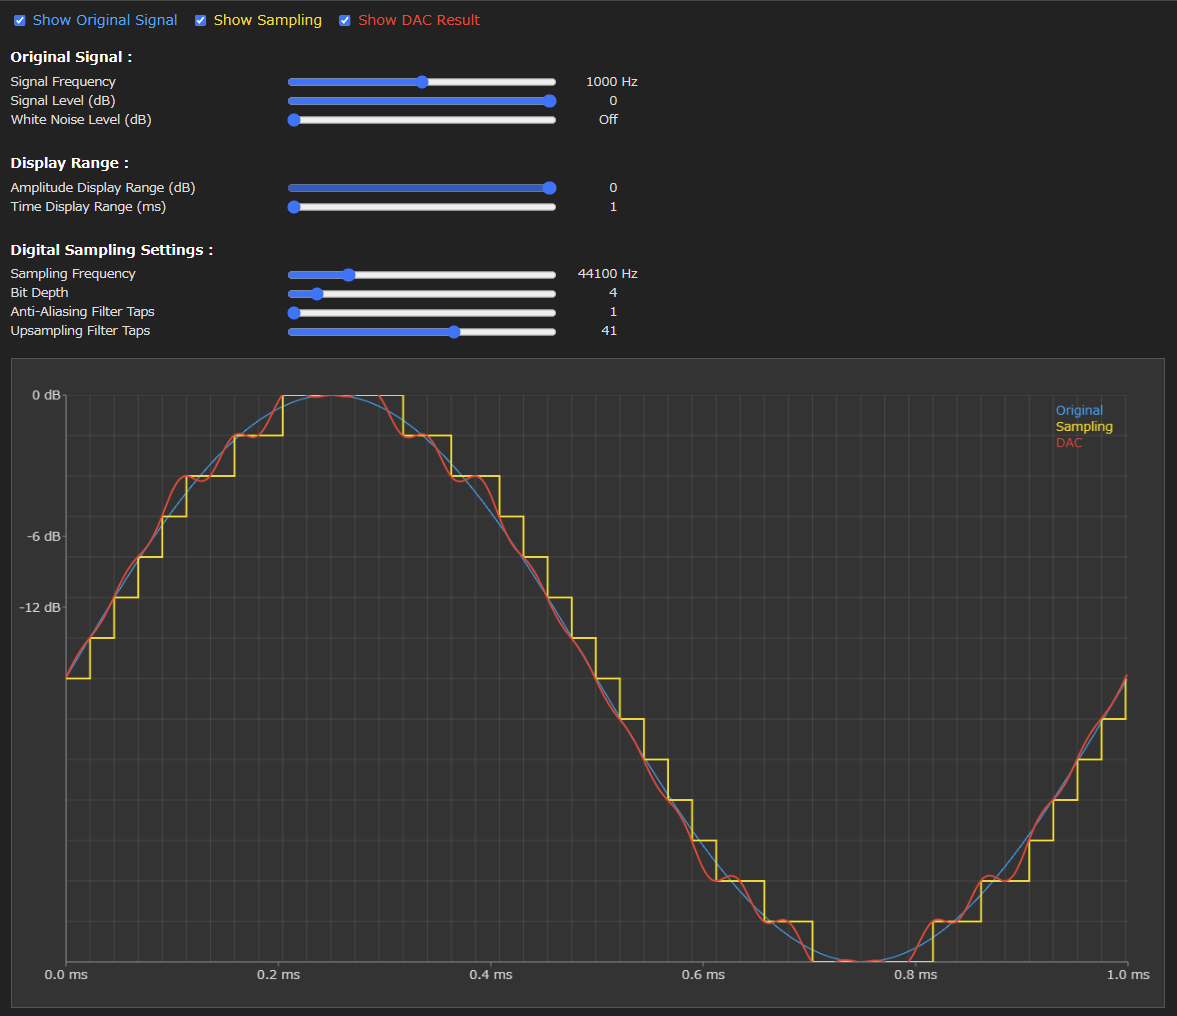 Show Original Signal Show Sampling Show DAC Result
Original Signal :
Signal Frequency 1000 Hz
Signal Level (dB) 0
White Noise Level (dB) Off
Display Range :
Amplitude Display Range (dB) 0
Time Display Range (ms) 1
Digital Sampling Settings :
Sampling Frequency 44100 Hz
Bit Depth 4
Anti-Aliasing Filter Taps 1
Upsampling Filter Taps 41
0 dB
Original
Sampling
DAC
-6 dB
-12 dB
0.0 ms 0.2 ms 0.4 ms 0.6 ms 0.8 ms 1.0 ms